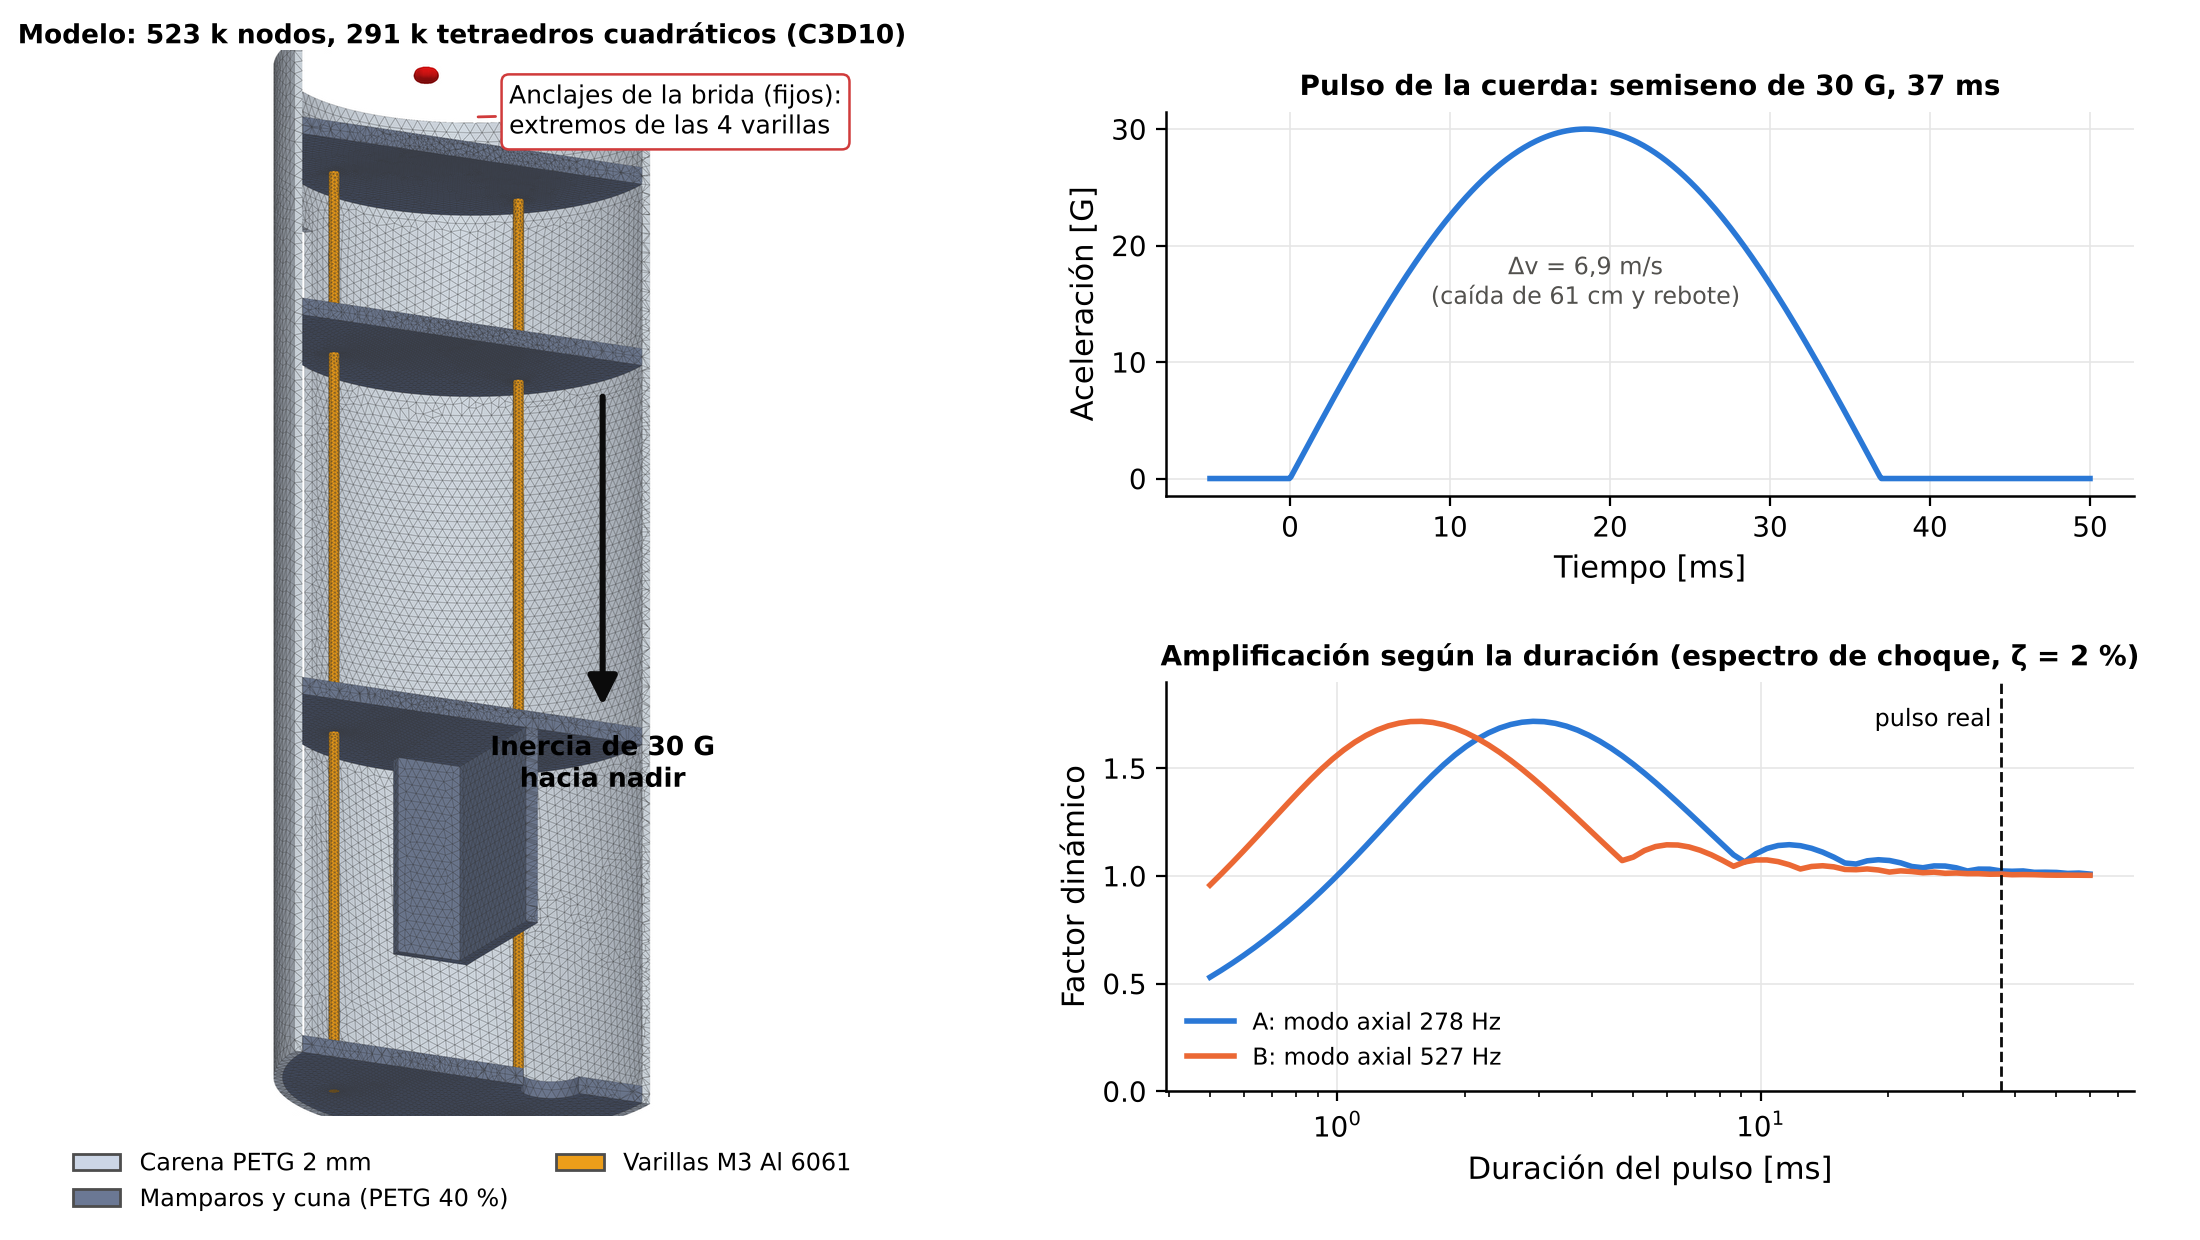 Modelo: 523 k nodos, 291 k tetraedros cuadráticos (C3D10)
Anclajes de la brida (fijos):
extremos de las 4 varillas
Inercia de 30 G
hacia nadir
Carena PETG 2 mm
Mamparos y cuna (PETG 40 %)
Varillas M3 Al 6061
Pulso de la cuerda: semiseno de 30 G, 37 ms
Aceleración [G]
30
20
10
0
Δv = 6,9 m/s
(caída de 61 cm y rebote)
0 10 20 30 40 50
Tiempo [ms]
Amplificación según la duración (espectro de choque, ζ = 2 %)
Factor dinámico
1.5
1.0
0.5
0.0
pulso real
A: modo axial 278 Hz
B: modo axial 527 Hz
10⁰ 10¹
Duración del pulso [ms]